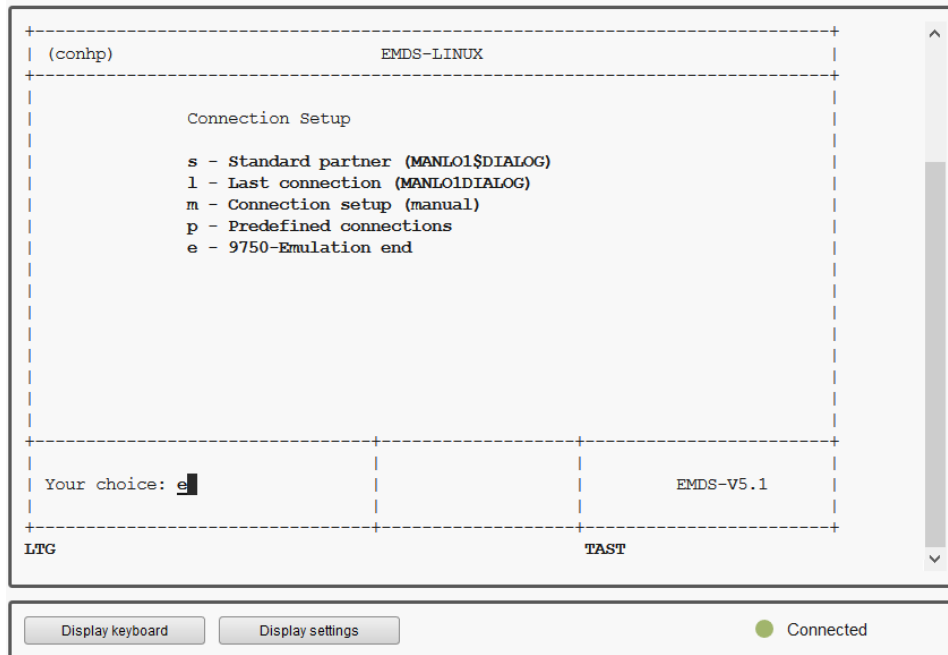 (conhp) EMDS-LINUX
Connection Setup
s - Standard partner (MANLO1$DIALOG)
l - Last connection (MANLO1DIALOG)
m - Connection setup (manual)
p - Predefined connections
e - 9750-Emulation end
Your choice: e EMDS-V5.1
LTG TAST
Display keyboard Display settings Connected